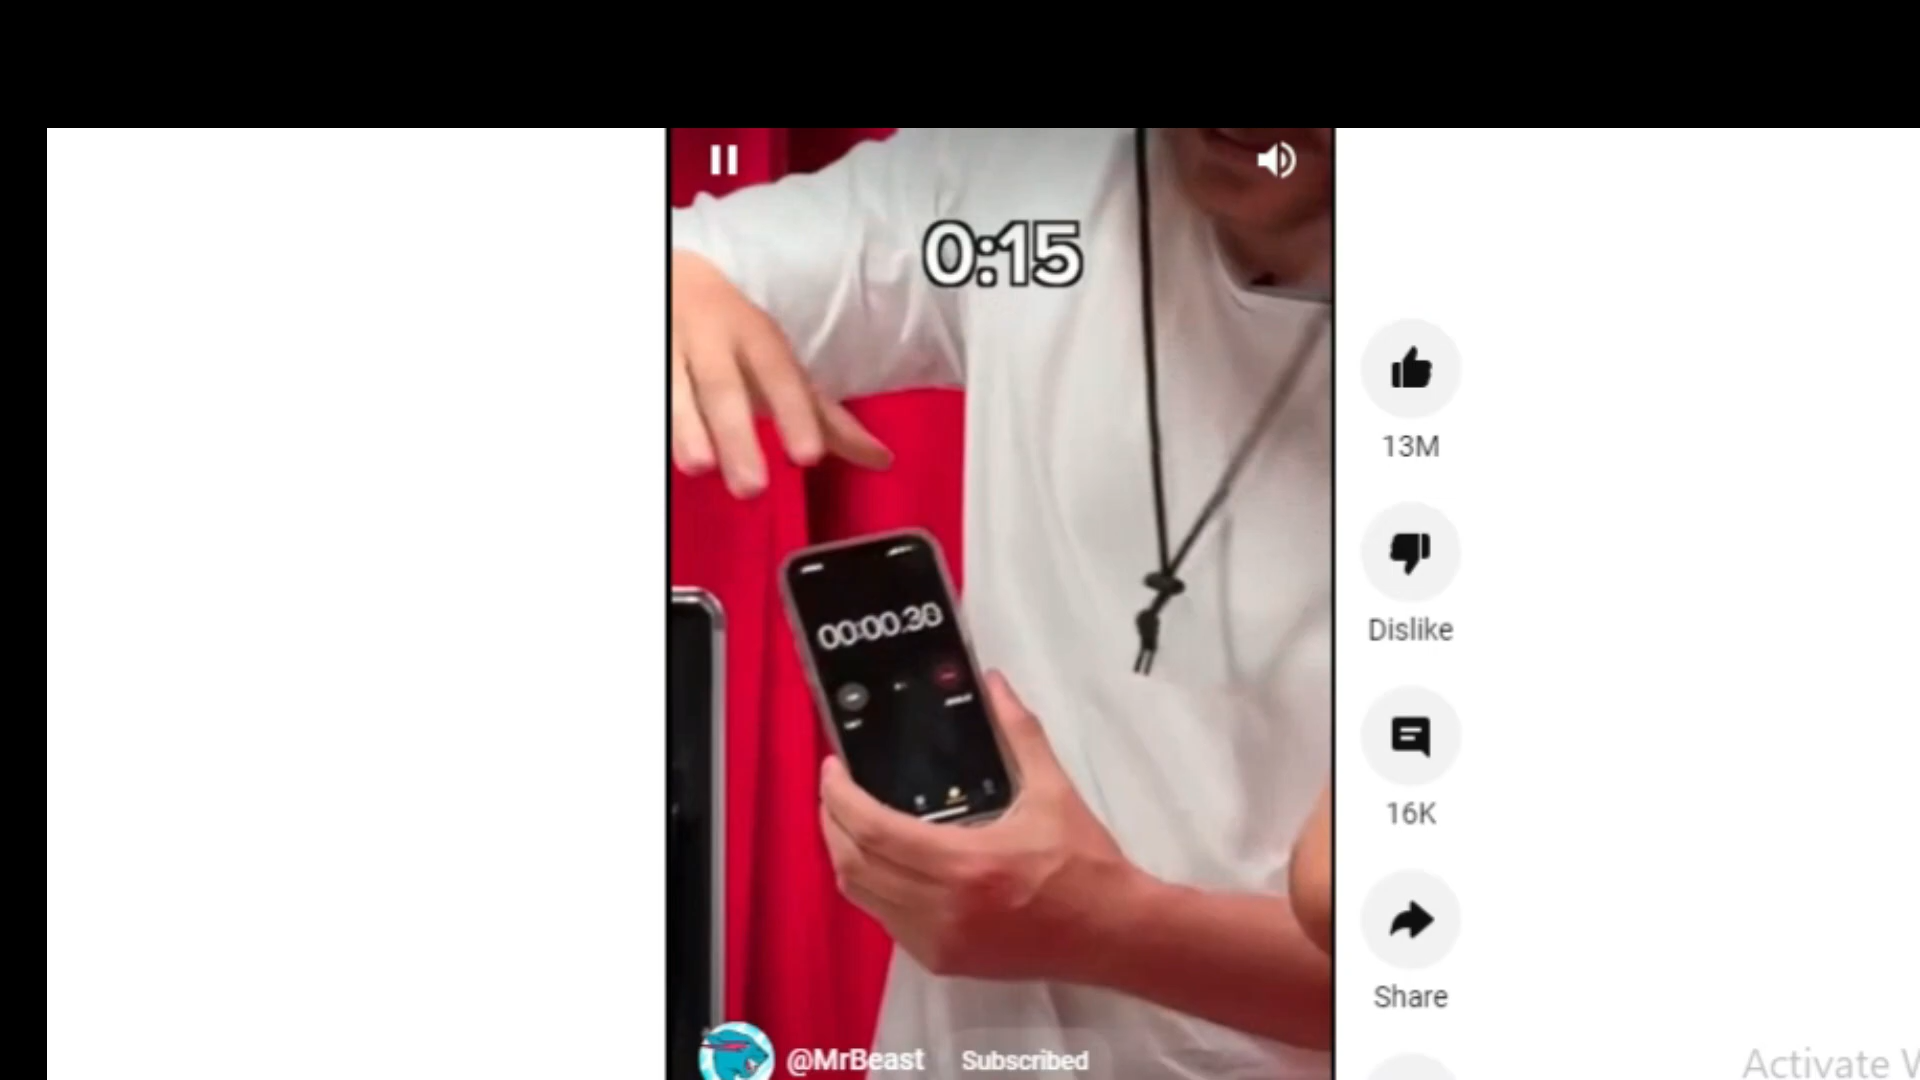 0:15
00:00.30
13M
Dislike
16K
Share
@MrBeast Subscribed
Activate W